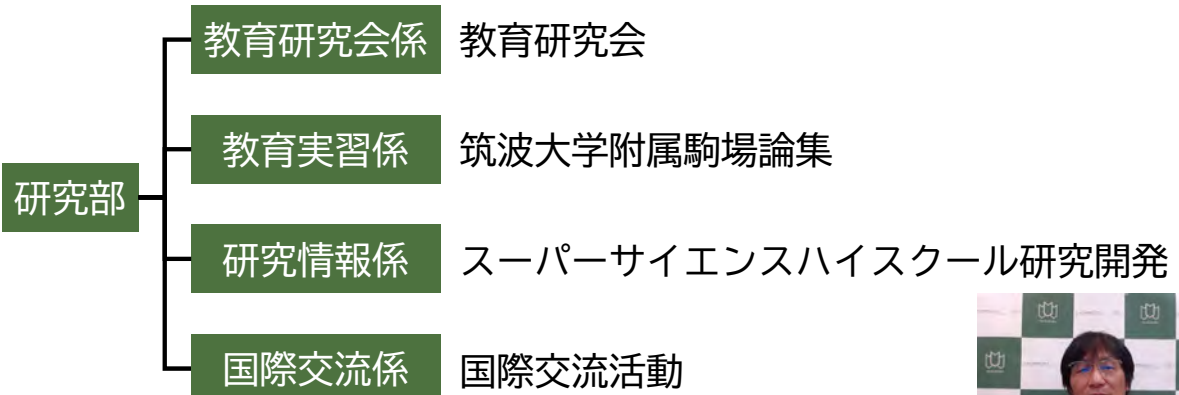 研究部
教育研究会係 教育研究会
教育実習係 筑波大学附属駒場論集
研究情報係 スーパーサイエンスハイスクール研究開発
国際交流係 国際交流活動